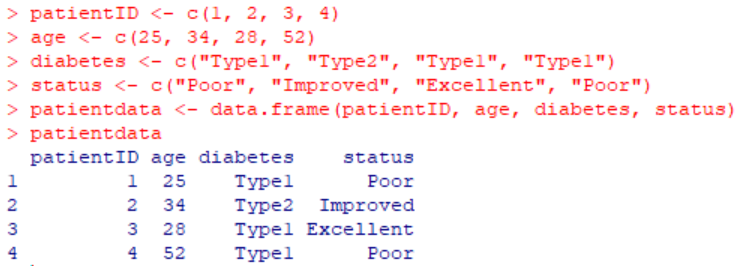 > patientID <- c(1, 2, 3, 4)
> age <- c(25, 34, 28, 52)
> diabetes <- c("Type1", "Type2", "Type1", "Type1")
> status <- c("Poor", "Improved", "Excellent", "Poor")
> patientdata <- data.frame(patientID, age, diabetes, status)
> patientdata
  patientID age diabetes    status
1         1  25    Type1      Poor
2         2  34    Type2  Improved
3         3  28    Type1 Excellent
4         4  52    Type1      Poor